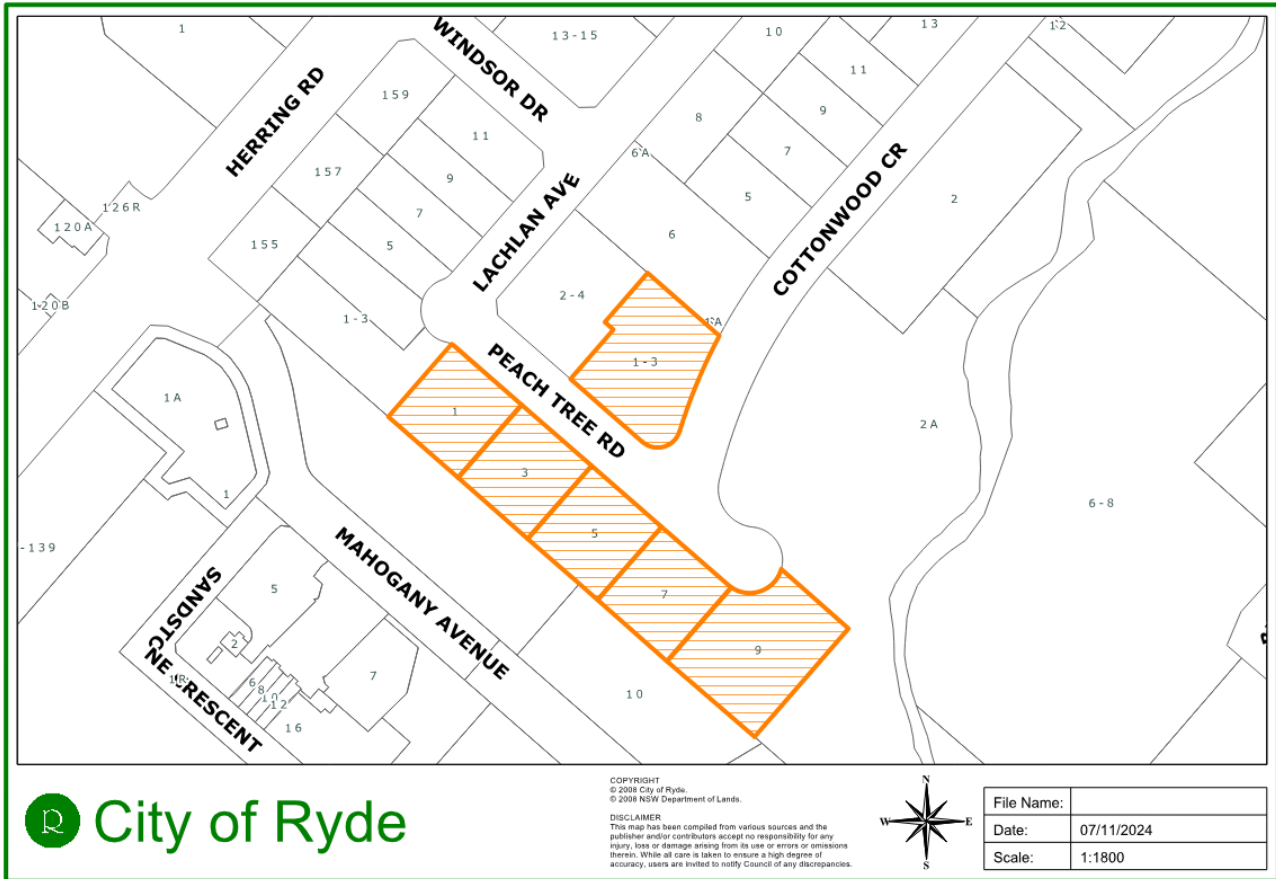 1
WINDSOR DR
13-15
10
13
12
HERRING RD
159
11
8
11
9
157
11
9
7
6A
7
5
COTTONWOOD CR
2
126R
120A
155
5
LACHLAN AVE
6
120B
1-3
2-4
1-3
PEACH TREE RD
1A
1
3
5
7
9
2A
6-8
1
-139
MAHOGANY AVENUE
SANDSTO
NE CRESCENT
5
2
6
8
10
12
16
7
10
City of Ryde
COPYRIGHT
© 2008 City of Ryde.
© 2008 NSW Department of Lands.
DISCLAIMER
This map has been compiled from various sources and the
publisher and/or contributors accept no responsibility for any
injury, loss or damage arising from its use or errors or omissions
therein. While all care is taken to ensure a high degree of
accuracy, users are invited to notify Council of any discrepancies.
N
W
E
S
File Name:
Date: 07/11/2024
Scale: 1:1800